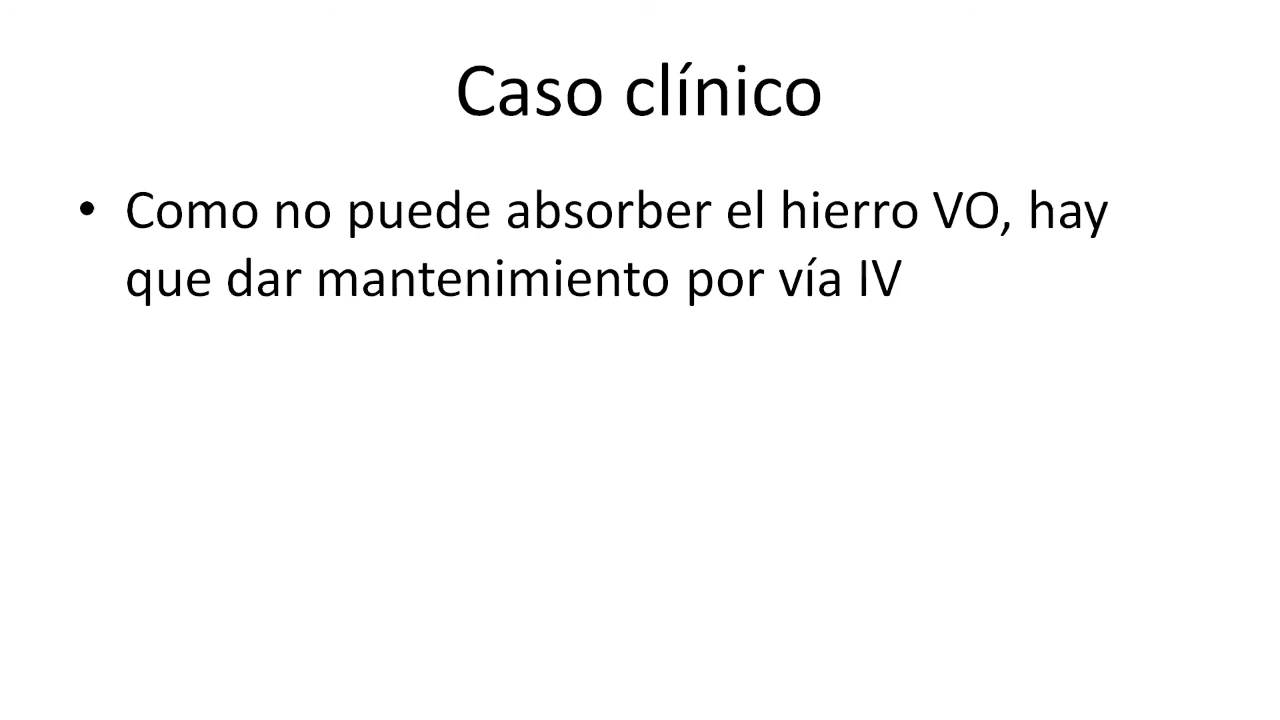 Caso clínico
• Como no puede absorber el hierro VO, hay
que dar mantenimiento por vía IV